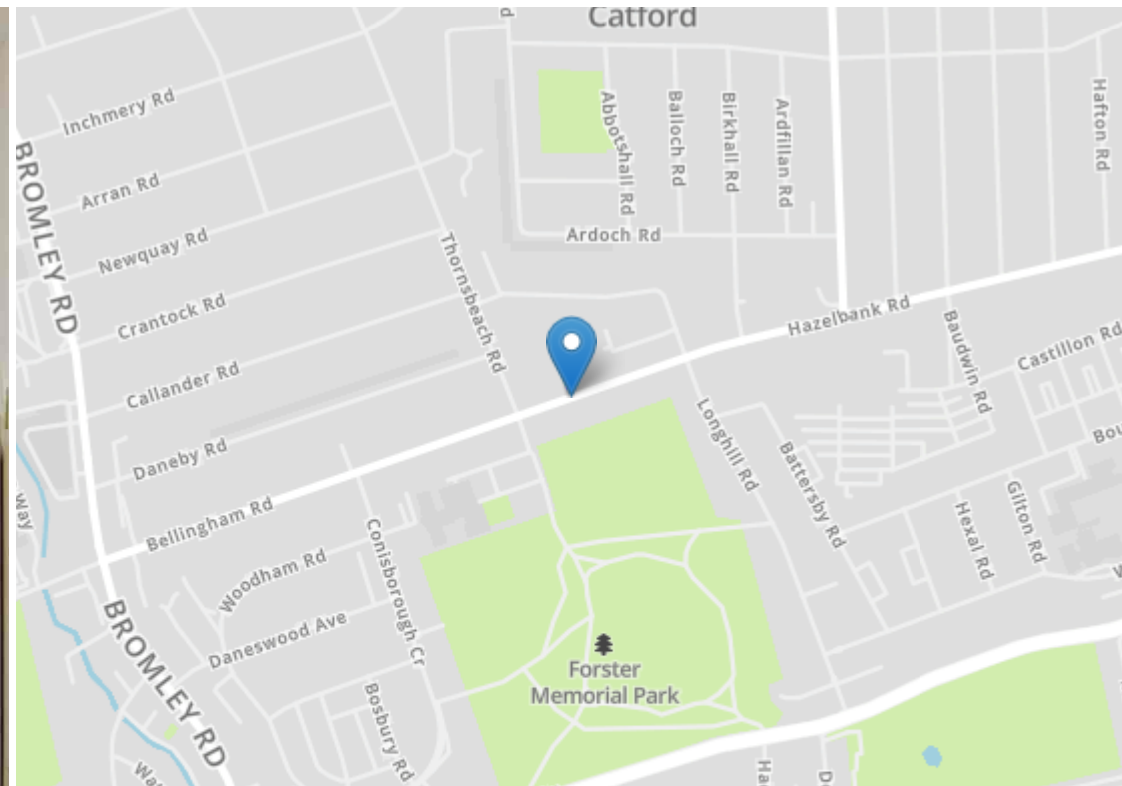 Catford
Inchmery Rd
Arran Rd
Newquay Rd
Crantock Rd
Callander Rd
Daneby Rd
Bellingham Rd
BROMLEY RD
Thornsbeach Rd
Abbotshall Rd
Balloch Rd
Birkhall Rd
Ardfillan Rd
Hafton Rd
Ardoch Rd
Hazelbank Rd
Baudwin Rd
Castillon Rd
Longhill Rd
Battersby Rd
Hexal Rd
Gilton Rd
Way
Woodham Rd
Conisborough Cr
Daneswood Ave
BROMLEY RD
Bosbury Rd
Forster
Memorial Park